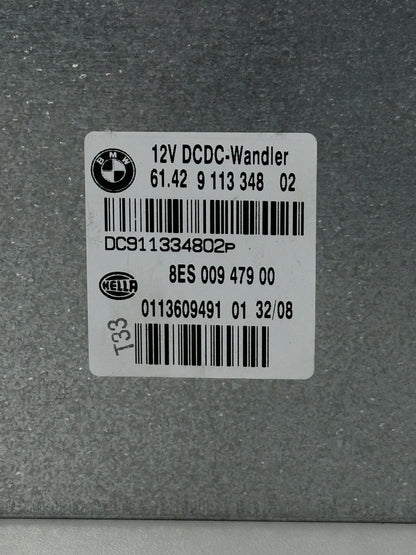 BMW
12V DCDC-Wandler
61.42 9 113 348 02
DC911334802P
8ES 009 479 00
HELLA
0113609491 01 32/08
T33